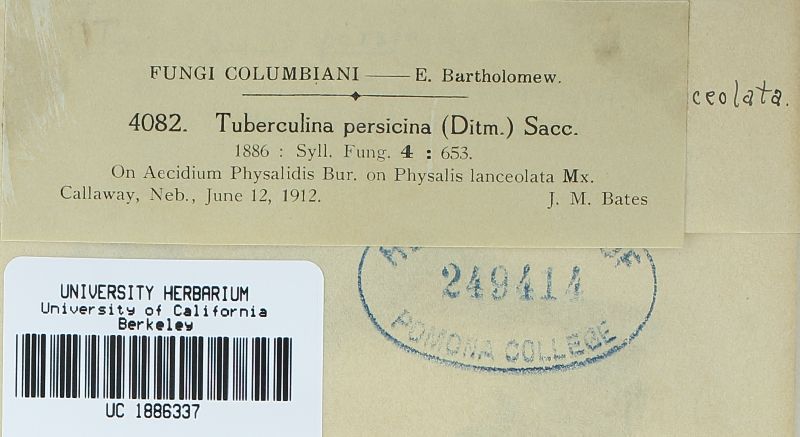 FUNGI COLUMBIANI — E. Bartholomew.
4082. Tuberculina persicina (Ditm.) Sacc.
1886 : Syll. Fung. 4 : 653.
On Aecidium Physalidis Bur. on Physalis lanceolata Mx.
Callaway, Neb., June 12, 1912. J. M. Bates
ceolata.
OF
249414
POMONA COLLEGE
UNIVERSITY HERBARIUM
University of California
Berkeley
UC 1886337